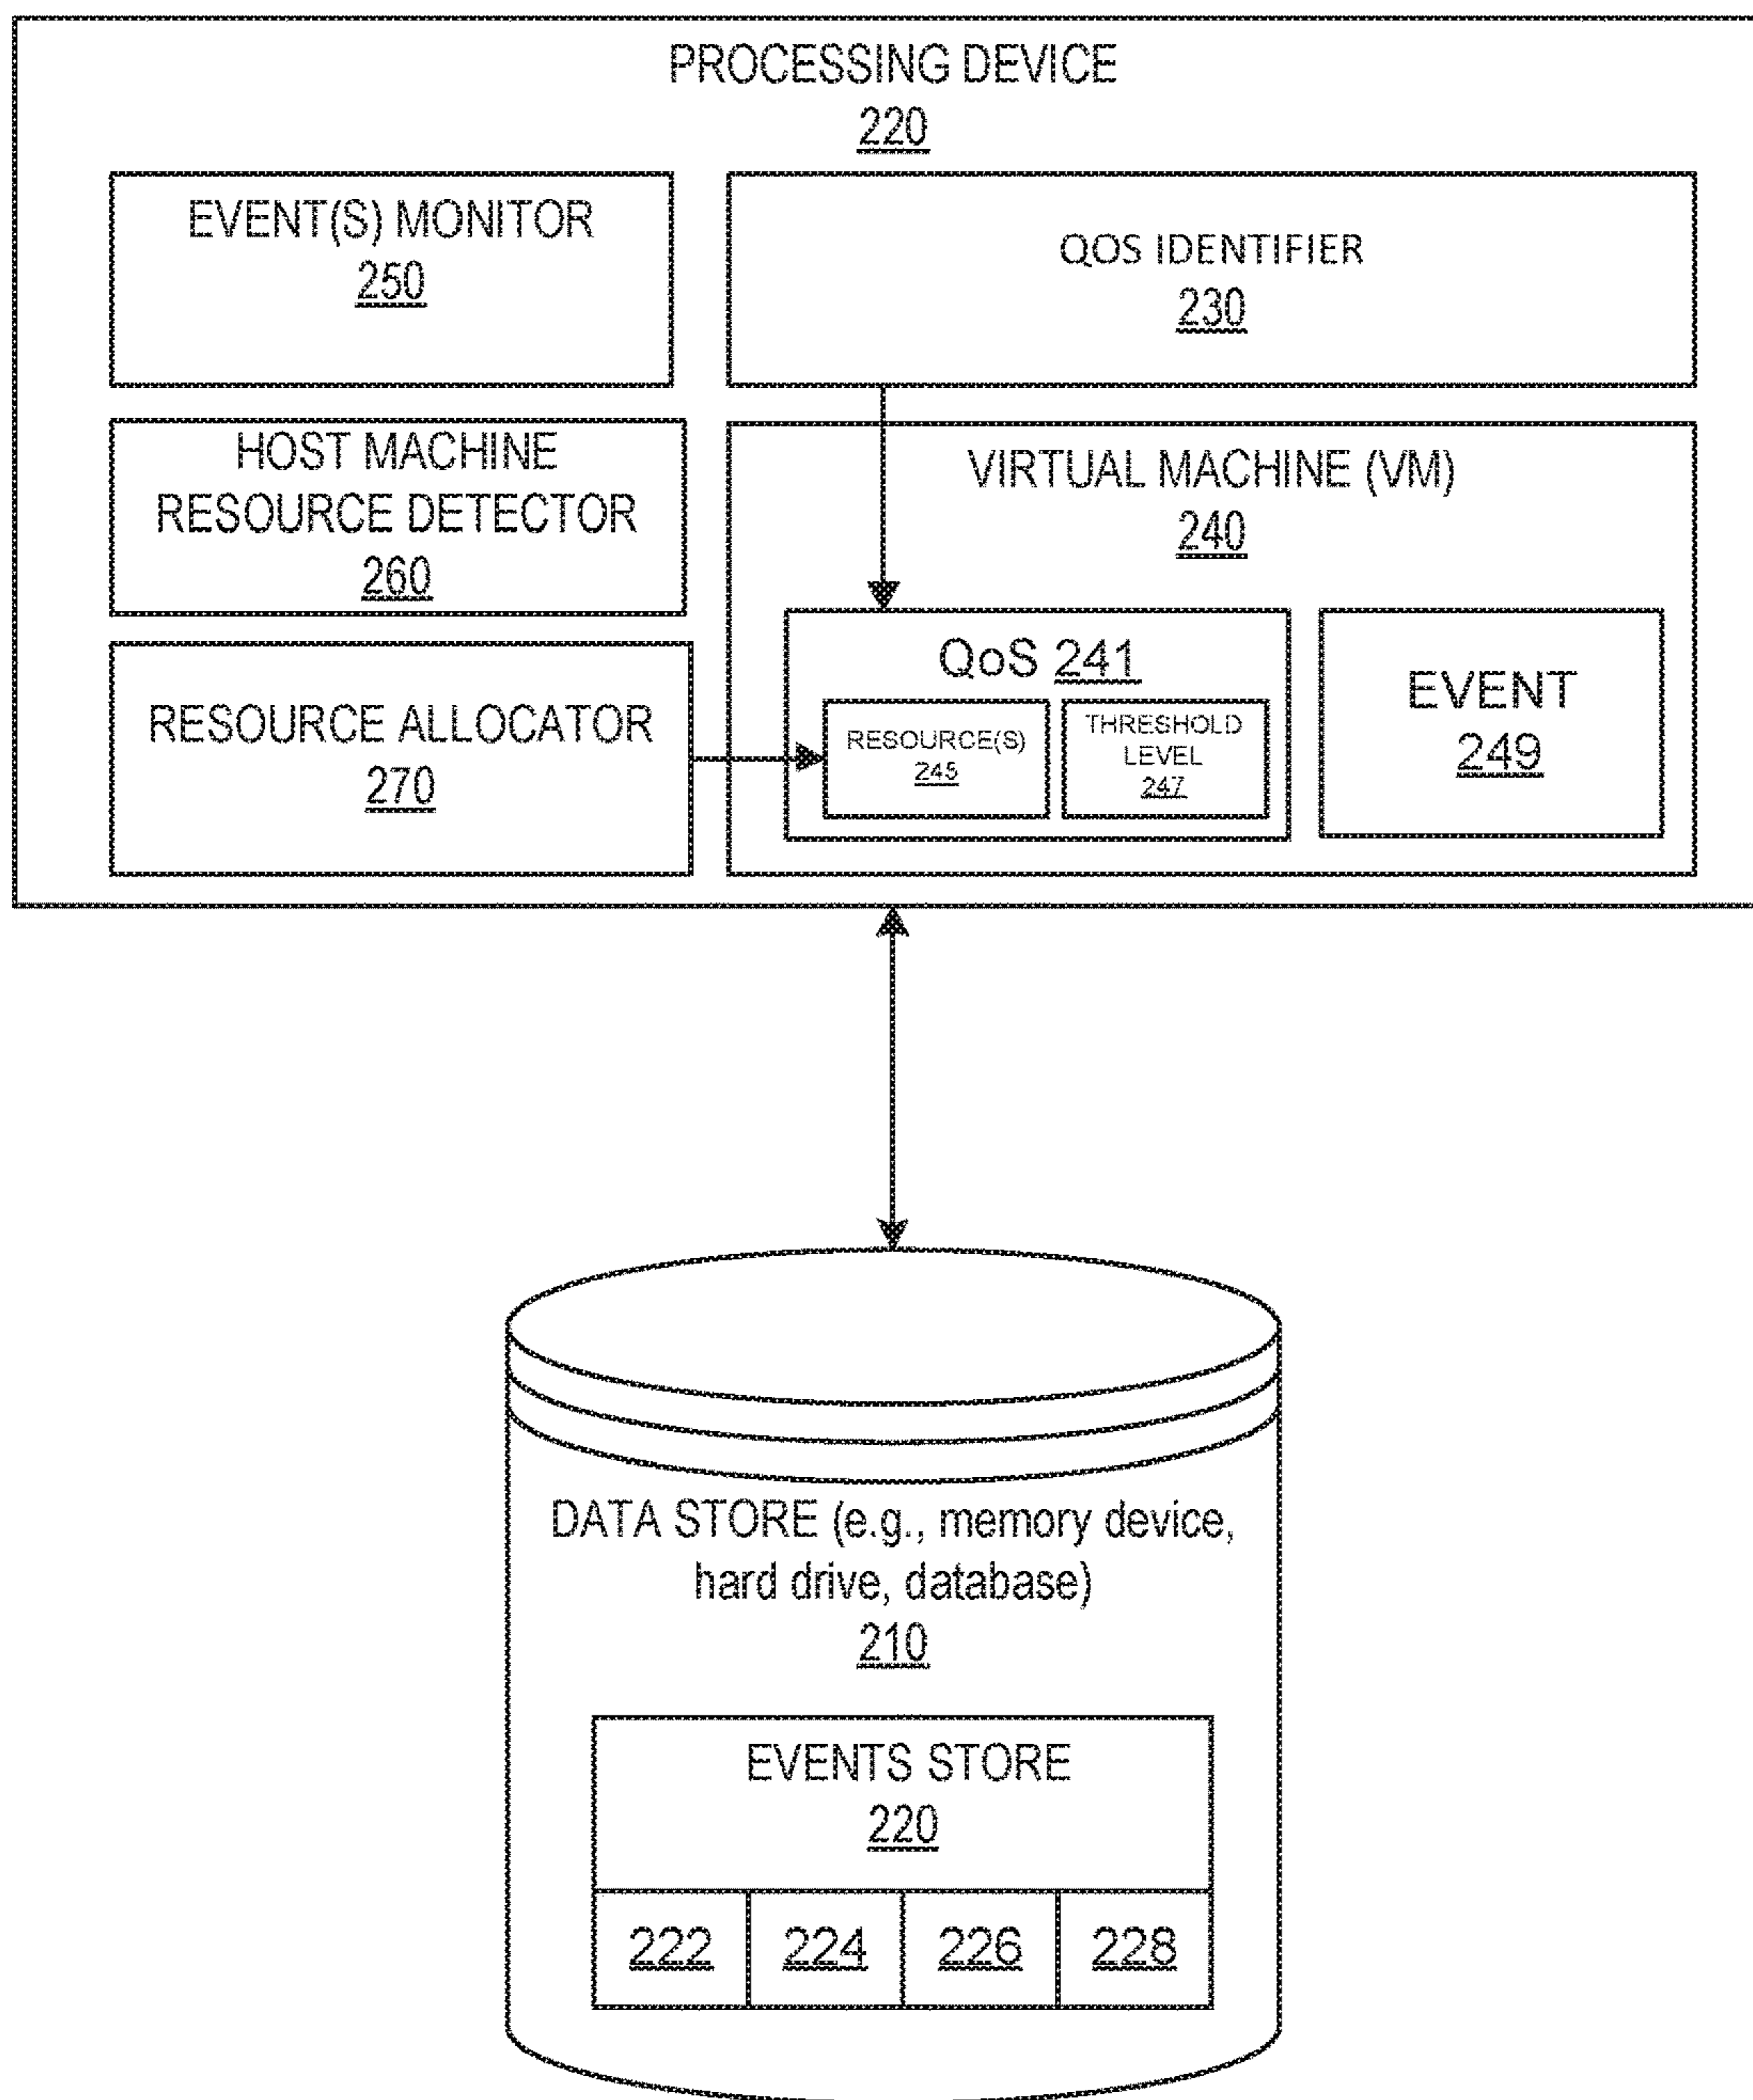 PROCESSING DEVICE
220
EVENT(S) MONITOR
250
QOS IDENTIFIER
230
HOST MACHINE
RESOURCE DETECTOR
260
VIRTUAL MACHINE (VM)
240
RESOURCE ALLOCATOR
270
QoS 241
RESOURCE(S)
245
THRESHOLD
LEVEL
247
EVENT
249
DATA STORE (e.g., memory device,
hard drive, database)
210
EVENTS STORE
220
222 224 226 228